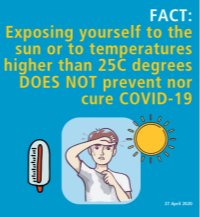 FACT:
Exposing yourself to the
sun or to temperatures
higher than 25C degrees
DOES NOT prevent nor
cure COVID-19
27 April 2020